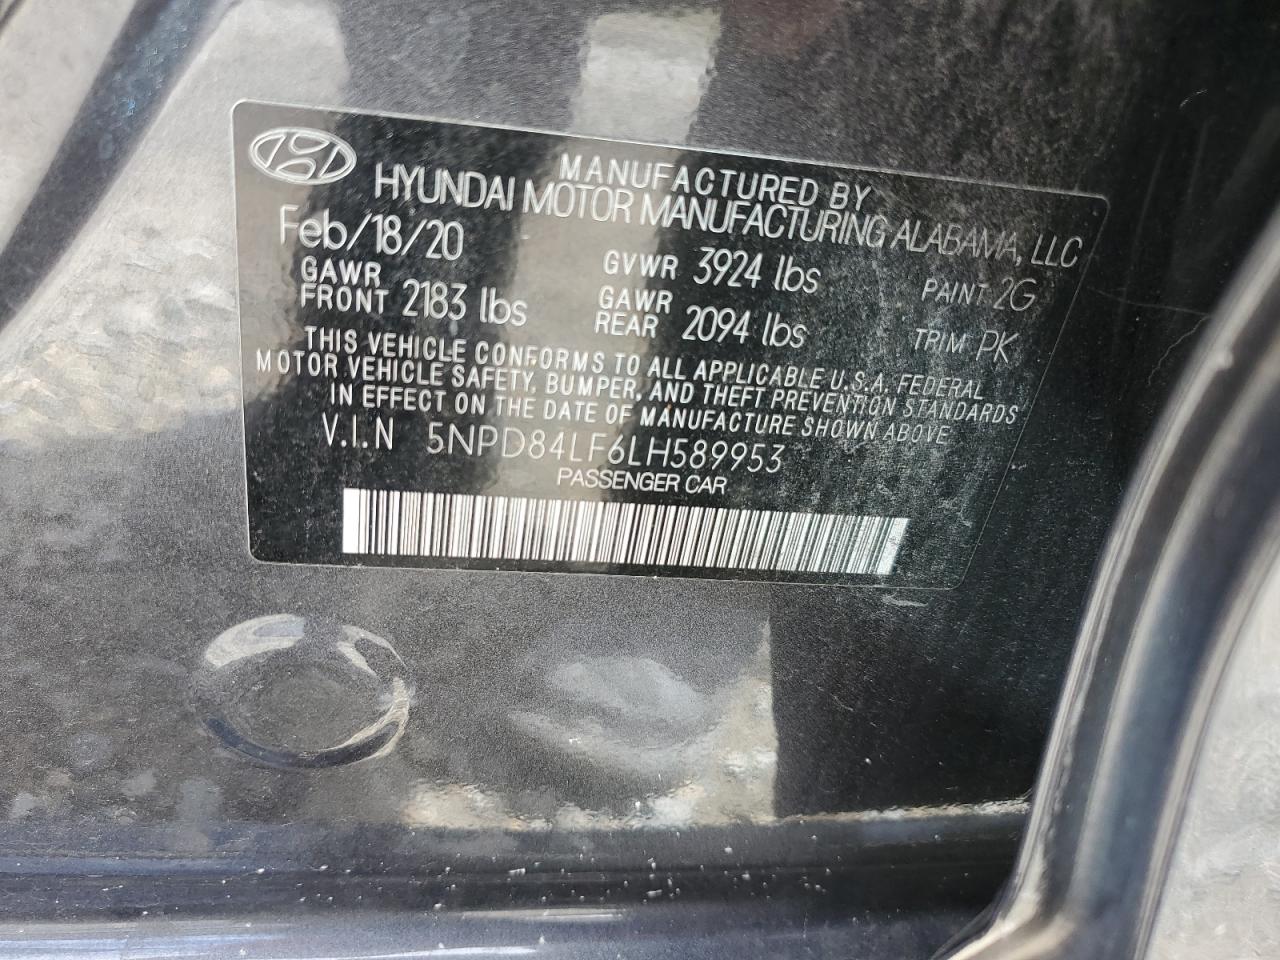 MANUFACTURED BY
HYUNDAI MOTOR MANUFACTURING ALABAMA, LLC
Feb/18/20 GVWR 3924 lbs PAINT 2G
GAWR FRONT 2183 lbs GAWR REAR 2094 lbs TRIM PK
THIS VEHICLE CONFORMS TO ALL APPLICABLE U.S.A. FEDERAL
MOTOR VEHICLE SAFETY, BUMPER, AND THEFT PREVENTION STANDARDS
IN EFFECT ON THE DATE OF MANUFACTURE SHOWN ABOVE
V.I.N 5NPD84LF6LH589953
PASSENGER CAR